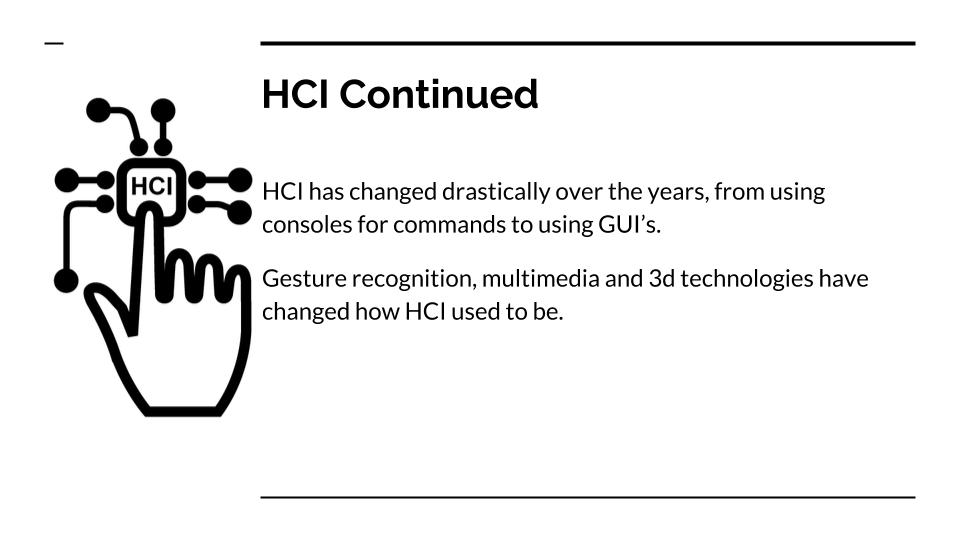 HCI Continued
HCI
HCI has changed drastically over the years, from using
consoles for commands to using GUI’s.
Gesture recognition, multimedia and 3d technologies have
changed how HCI used to be.